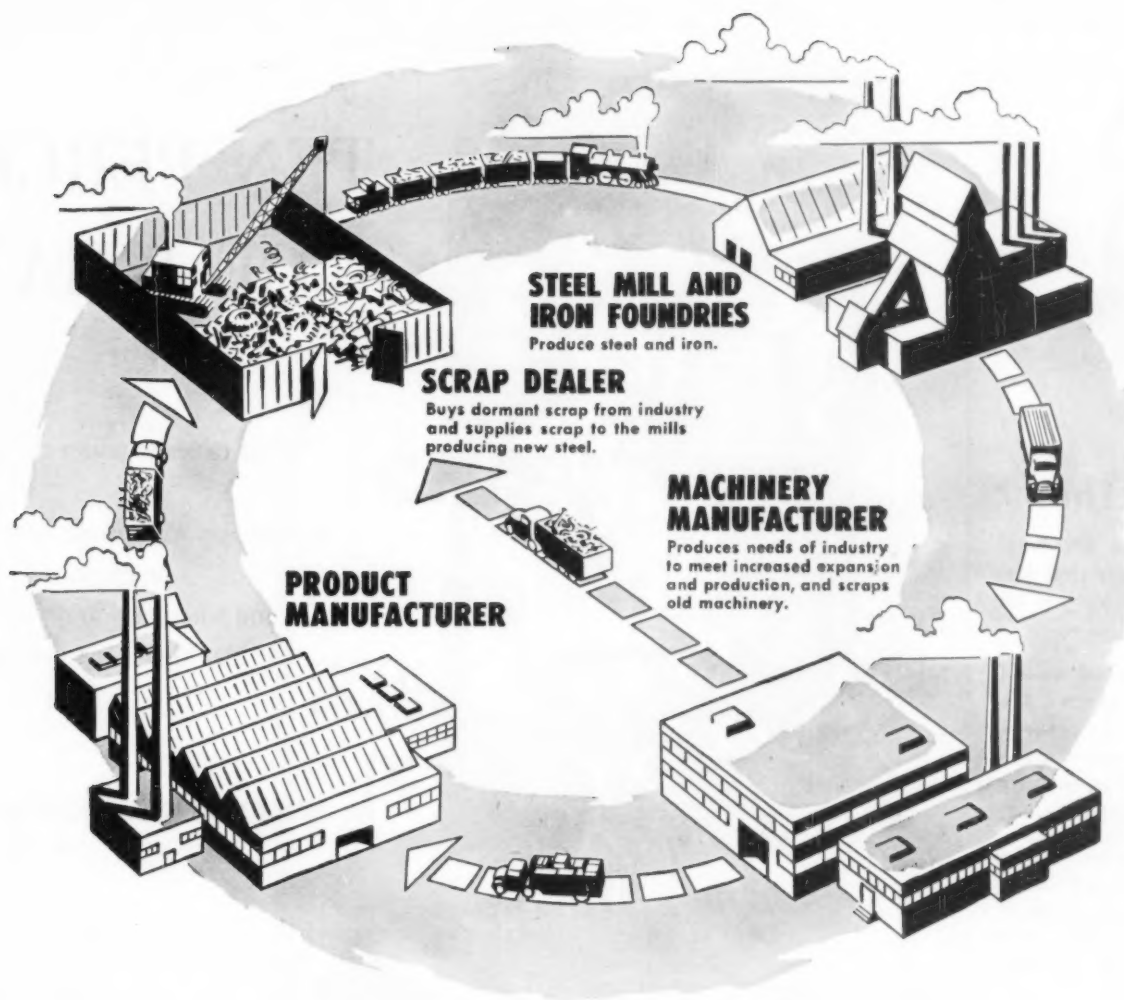 STEEL MILL AND
IRON FOUNDRIES
Produce steel and iron.
SCRAP DEALER
Buys dormant scrap from industry
and supplies scrap to the mills
producing new steel.
MACHINERY
MANUFACTURER
Produces needs of industry
to meet increased expansion
and production, and scraps
old machinery.
PRODUCT
MANUFACTURER